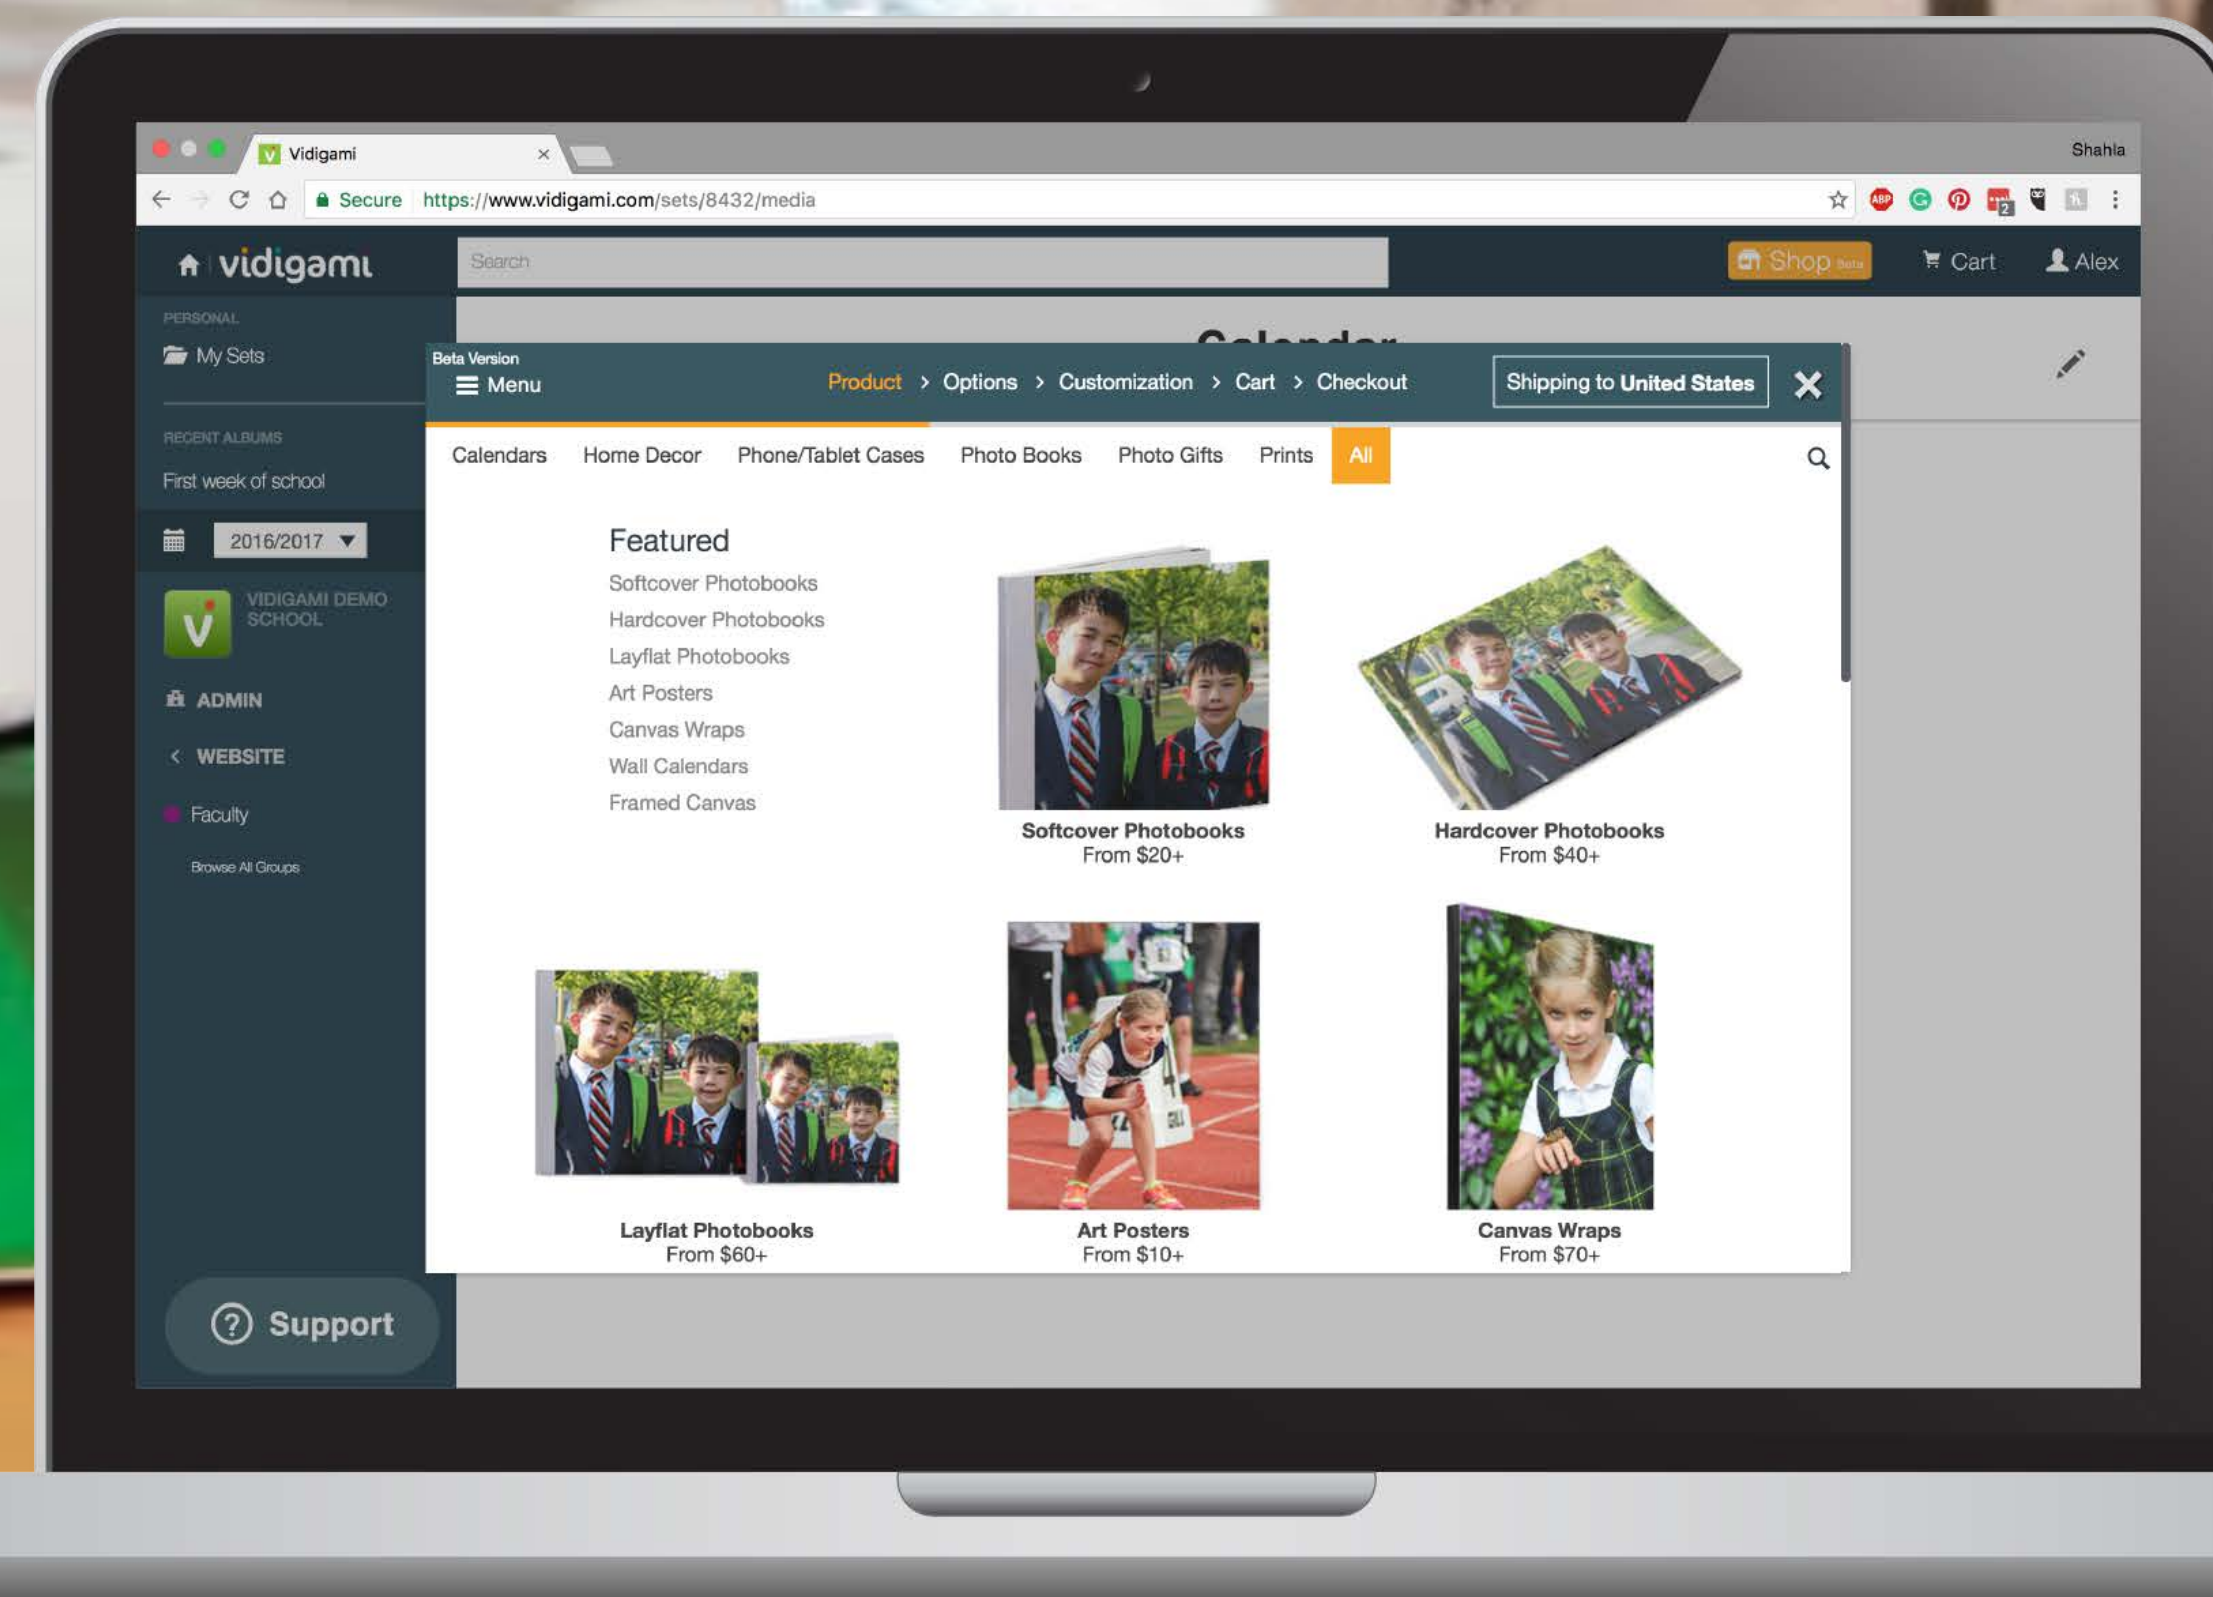 Vidigami
Shahla
Secure https://www.vidigami.com/sets/8432/media
ABP
2
vidigami
Search
Shop Beta
Cart
Alex
PERSONAL
My Sets
Calendar
Beta Version
Menu
Product > Options > Customization > Cart > Checkout
Shipping to United States
RECENT ALBUMS
First week of school
2016/2017
VIDIGAMI DEMO
SCHOOL
ADMIN
WEBSITE
Faculty
Browse All Groups
Support
Calendars Home Decor Phone/Tablet Cases Photo Books Photo Gifts Prints All
Featured
Softcover Photobooks
Hardcover Photobooks
Layflat Photobooks
Art Posters
Canvas Wraps
Wall Calendars
Framed Canvas
Softcover Photobooks
From $20+
Hardcover Photobooks
From $40+
Layflat Photobooks
From $60+
Art Posters
From $10+
Canvas Wraps
From $70+